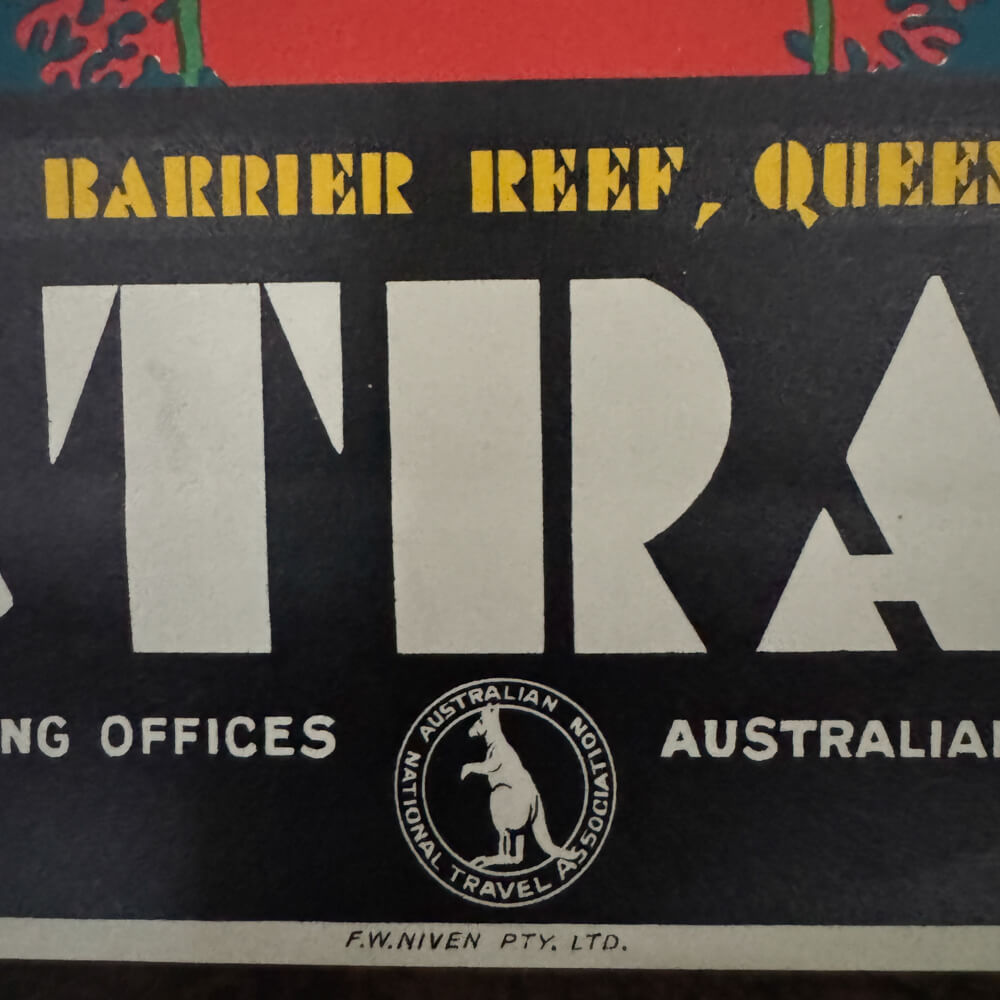 BARRIER REEF, QUEEN
TRA
NG OFFICES
AUSTRALIAN NATIONAL TRAVEL ASSOCIATION
AUSTRALIAN
F.W.NIVEN PTY. LTD.